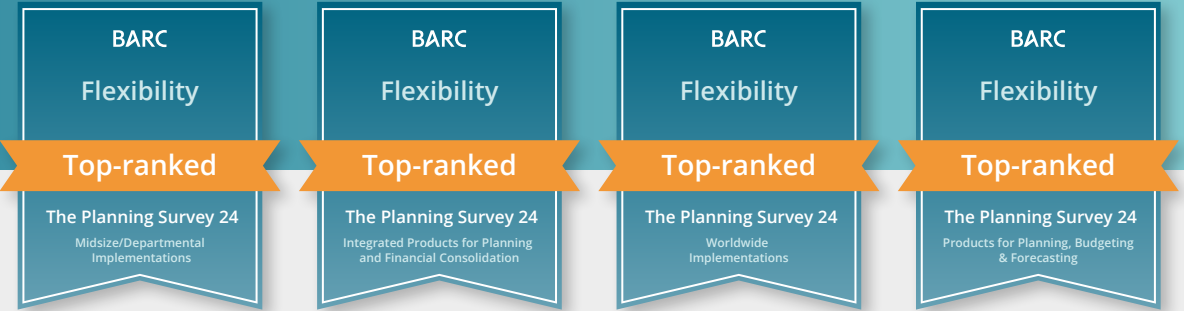 BARC
Flexibility
Top-ranked
The Planning Survey 24
Midsize/Departmental
Implementations
BARC
Flexibility
Top-ranked
The Planning Survey 24
Integrated Products for Planning
and Financial Consolidation
BARC
Flexibility
Top-ranked
The Planning Survey 24
Worldwide
Implementations
BARC
Flexibility
Top-ranked
The Planning Survey 24
Products for Planning, Budgeting
& Forecasting